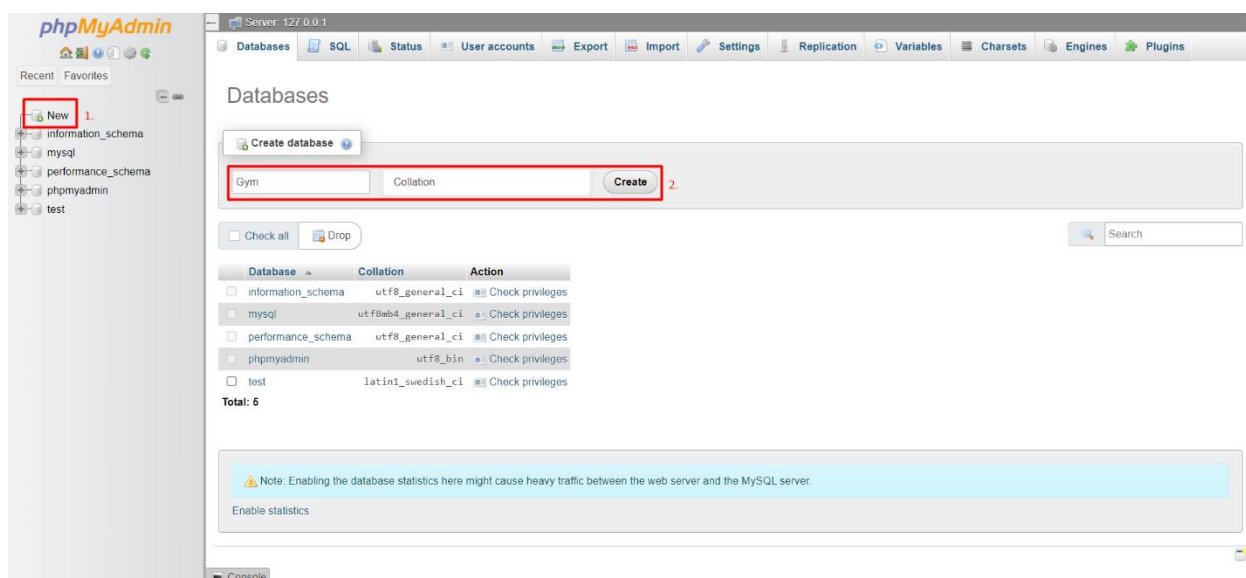 phpMyAdmin
Recent Favorites
New 1.
information_schema
mysql
performance_schema
phpmyadmin
test
Server: 127.0.0.1
Databases SQL Status User accounts Export Import Settings Replication Variables Charsets Engines Plugins
Databases
Create database
Gym Collation Create 2.
Check all Drop Search
Database Collation Action
information_schema utf8_general_ci Check privileges
mysql utf8mb4_general_ci Check privileges
performance_schema utf8_general_ci Check privileges
phpmyadmin utf8_bin Check privileges
test latin1_swedish_ci Check privileges
Total: 5
Note: Enabling the database statistics here might cause heavy traffic between the web server and the MySQL server.
Enable statistics
Console